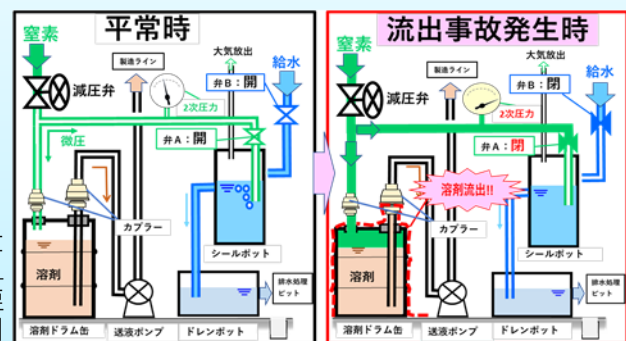 平常時
窒素
減圧弁
製造ライン
2次圧力
大気放出
給水
弁B：開
微圧
弁A：開
カプラー
シールポット
溶剤
排水処理
ピット
溶剤ドラム缶
送液ポンプ
ドレンポット
流出事故発生時
窒素
減圧弁
製造ライン
2次圧力
大気放出
給水
弁B：閉
弁A：閉
溶剤流出!!
カプラー
シールポット
溶剤
排水処理
ピット
溶剤ドラム缶
送液ポンプ
ドレンポット